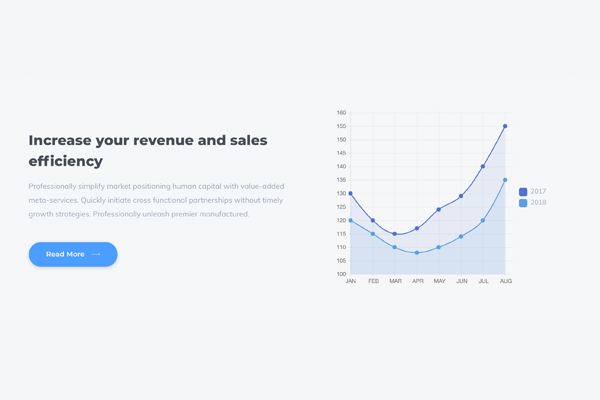 Increase your revenue and sales
efficiency
Professionally simplify market positioning human capital with value-added
meta-services. Quickly initiate cross functional partnerships without timely
growth strategies. Professionally unleash premier manufactured.
Read More
160
155
150
145
140
135
130
125
120
115
110
105
100
JAN FEB MAR APR MAY JUN JUL AUG
2017
2018